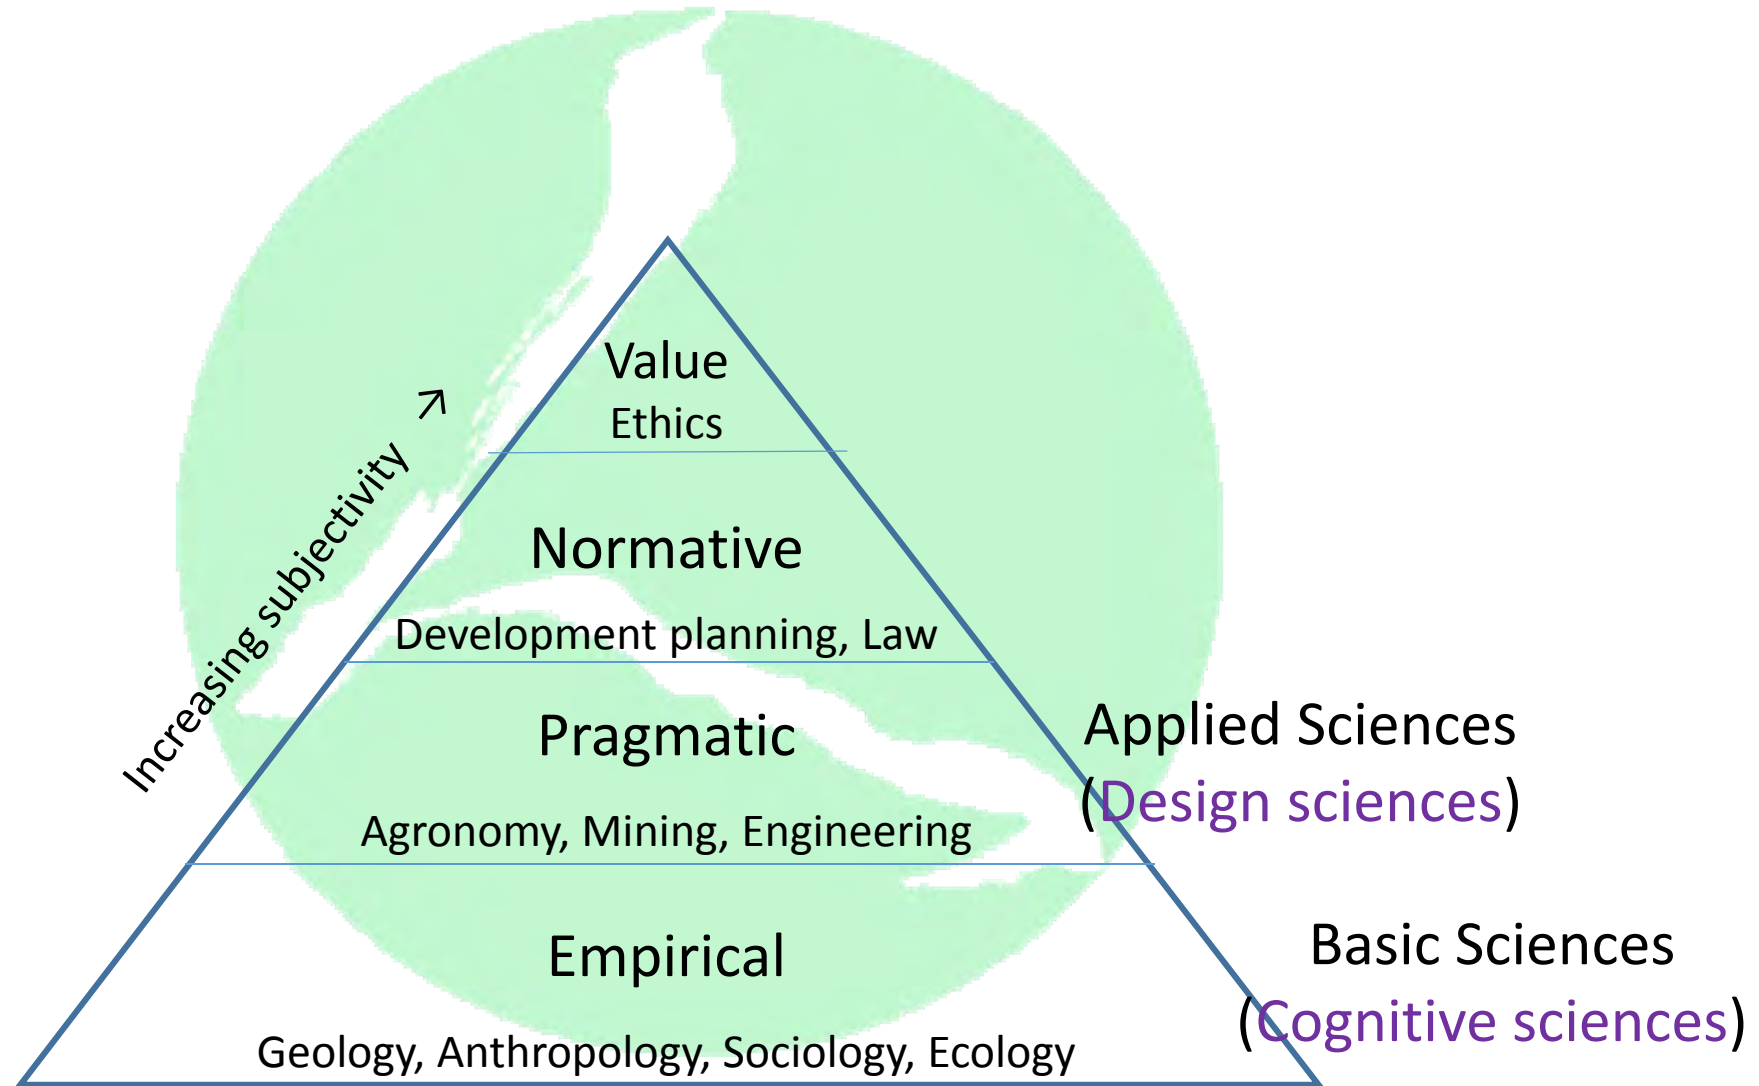 Value
Ethics
Increasing subjectivity →
Normative
Development planning, Law
Pragmatic
Agronomy, Mining, Engineering
Applied Sciences
(Design sciences)
Empirical
Geology, Anthropology, Sociology, Ecology
Basic Sciences
(Cognitive sciences)